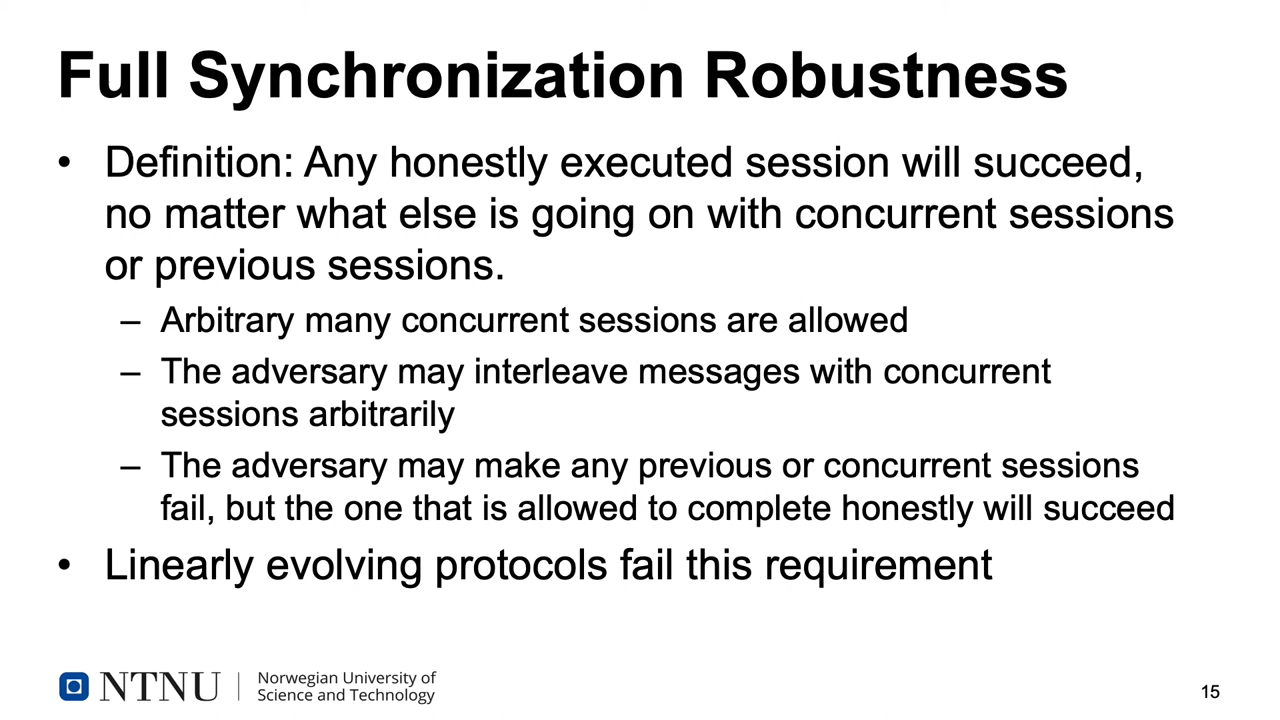 Full Synchronization Robustness
• Definition: Any honestly executed session will succeed,
no matter what else is going on with concurrent sessions
or previous sessions.
– Arbitrary many concurrent sessions are allowed
– The adversary may interleave messages with concurrent
sessions arbitrarily
– The adversary may make any previous or concurrent sessions
fail, but the one that is allowed to complete honestly will succeed
• Linearly evolving protocols fail this requirement
NTNU
Norwegian University of
Science and Technology
15